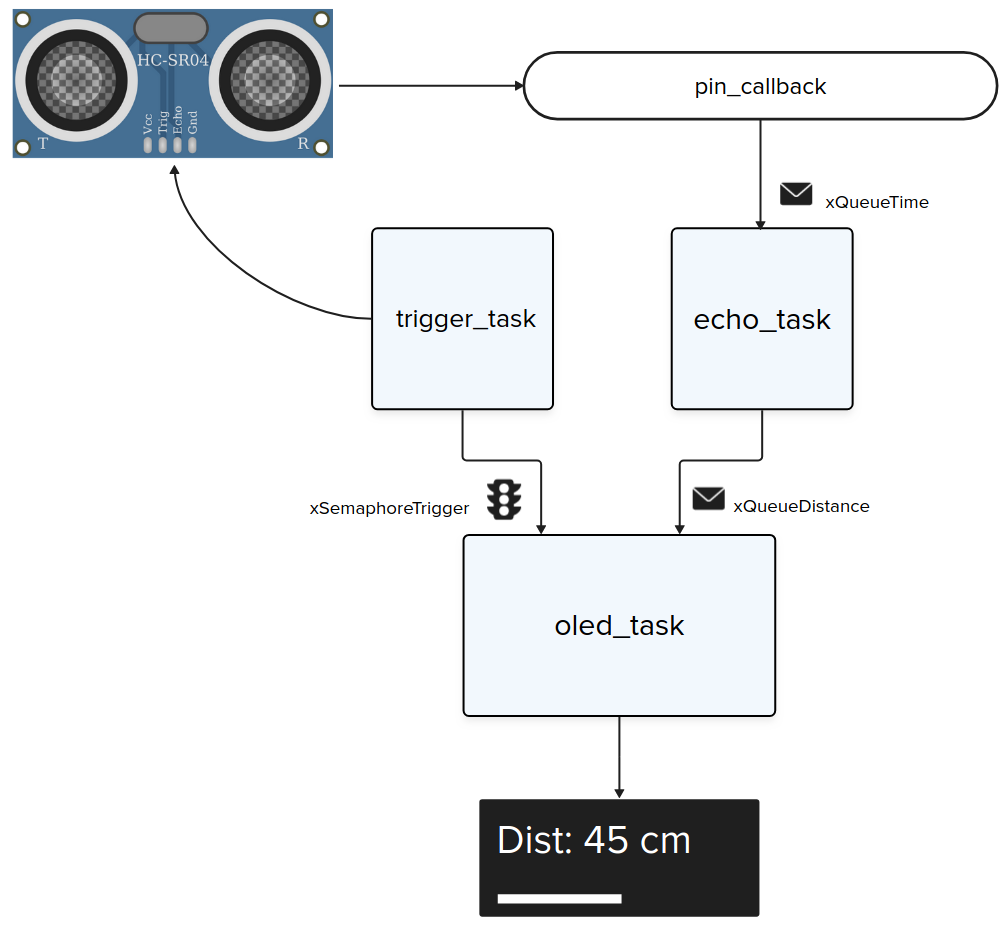 HC-SR04
Vcc
Trig
Echo
Gnd
T
R
pin_callback
xQueueTime
trigger_task
echo_task
xSemaphoreTrigger
xQueueDistance
oled_task
Dist: 45 cm